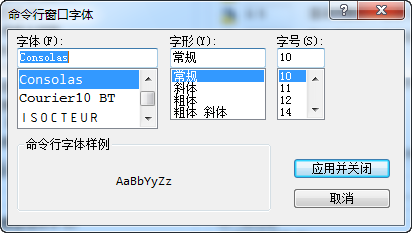 命令行窗口字体
字体(F):
字形(Y):
字号(S):
Consolas
常规
10
Consolas
Courier10 BT
ISOCTEUR
常规
斜体
粗体
粗体 斜体
10
11
12
14
命令行字体样例
AaBbYyZz
应用并关闭
取消